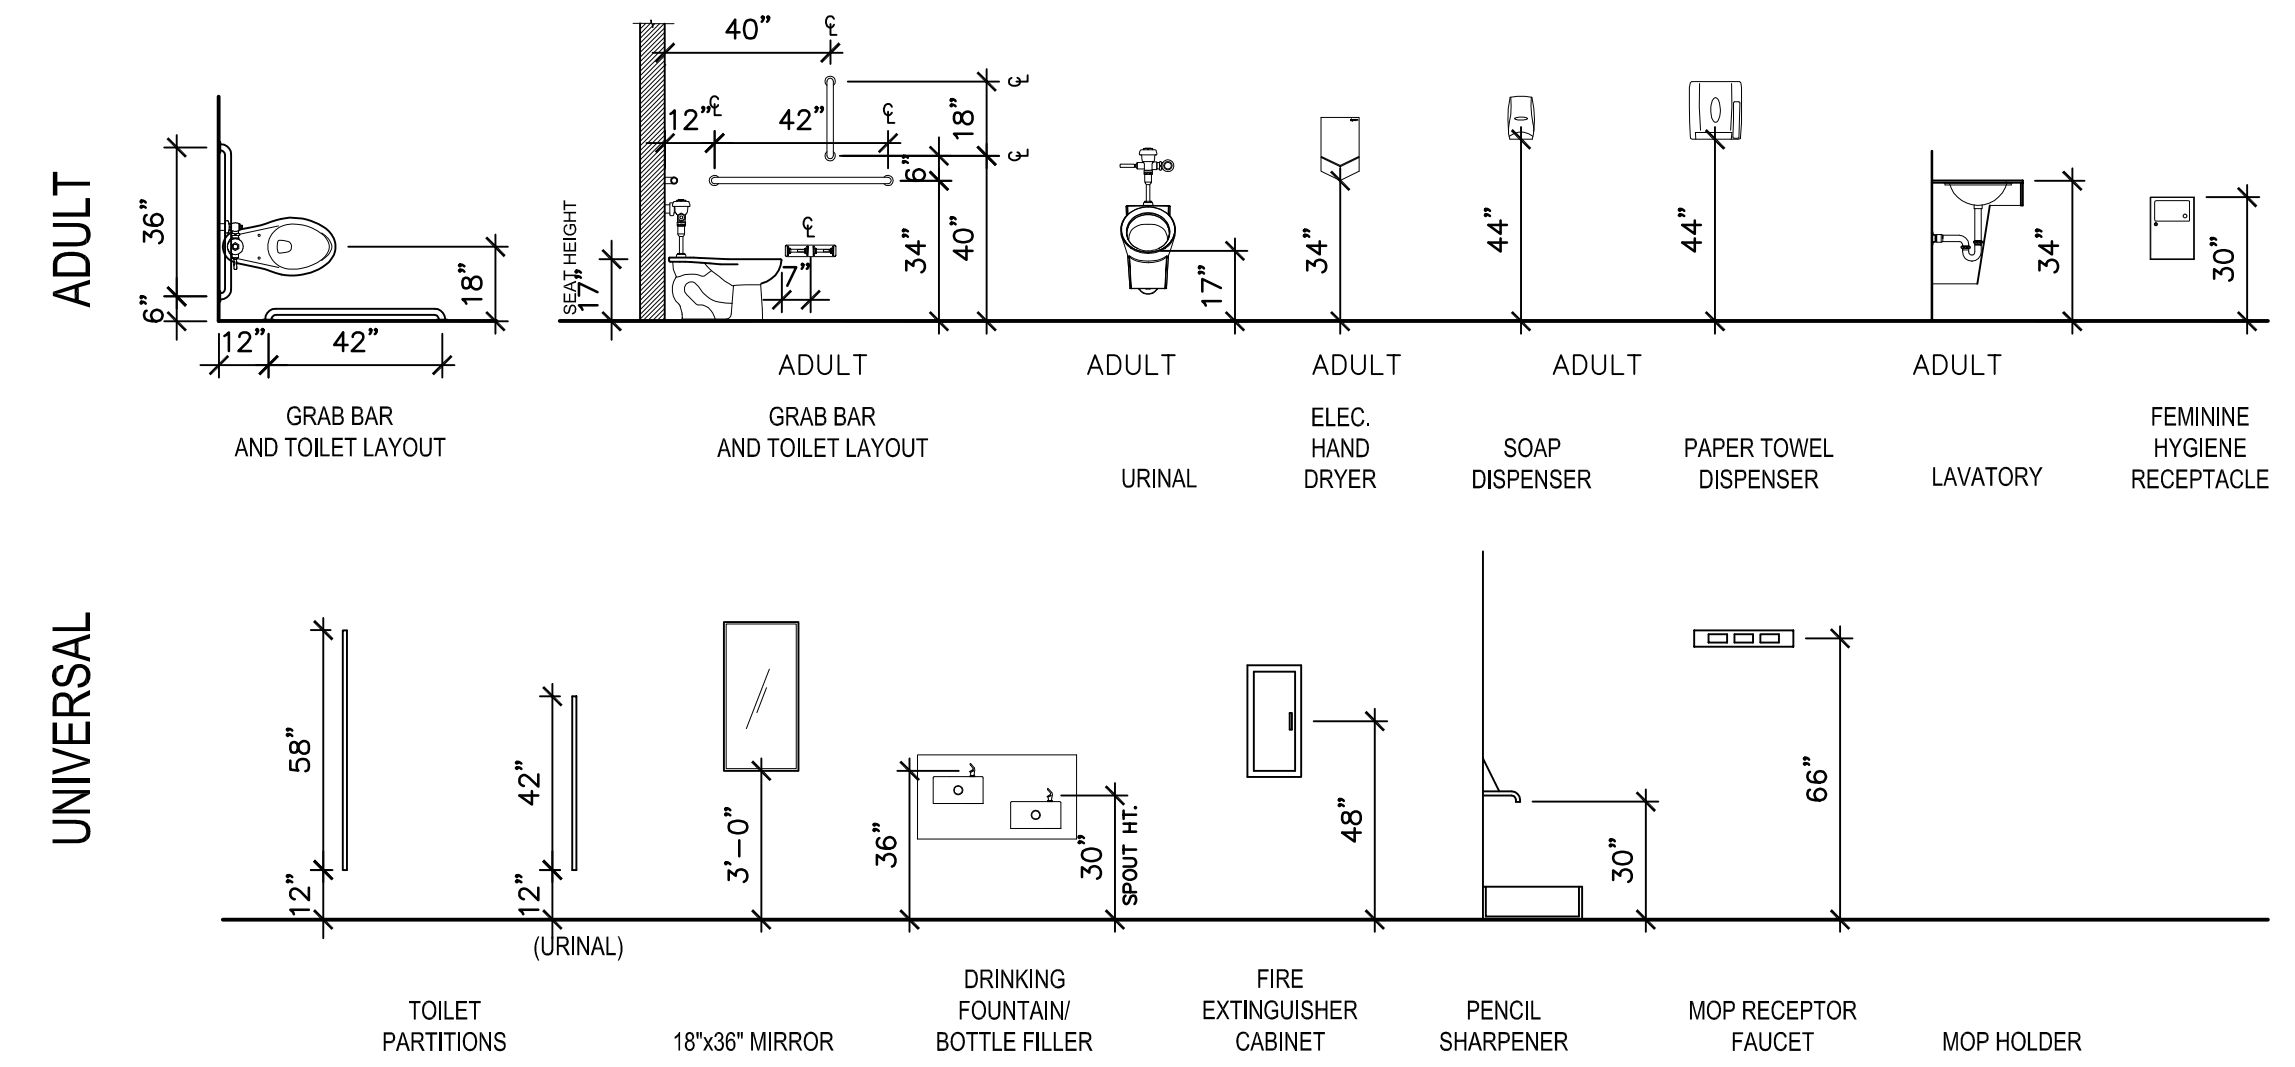 ADULT
36"
6"
12"
42"
18"
GRAB BAR
AND TOILET LAYOUT
40"
℄
12"
℄
42"
℄
18"
℄
℄
6"
SEAT HEIGHT
17"
℄
7"
34"
40"
ADULT
GRAB BAR
AND TOILET LAYOUT
17"
ADULT
URINAL
34"
ADULT
ELEC.
HAND
DRYER
44"
SOAP
DISPENSER
ADULT
44"
PAPER TOWEL
DISPENSER
34"
ADULT
LAVATORY
30"
FEMININE
HYGIENE
RECEPTACLE
UNIVERSAL
58"
12"
42"
12"
(URINAL)
TOILET
PARTITIONS
3'-0"
18"x36" MIRROR
36"
30"
SPOUT HT.
DRINKING
FOUNTAIN/
BOTTLE FILLER
48"
FIRE
EXTINGUISHER
CABINET
30"
PENCIL
SHARPENER
66"
MOP RECEPTOR
FAUCET
MOP HOLDER